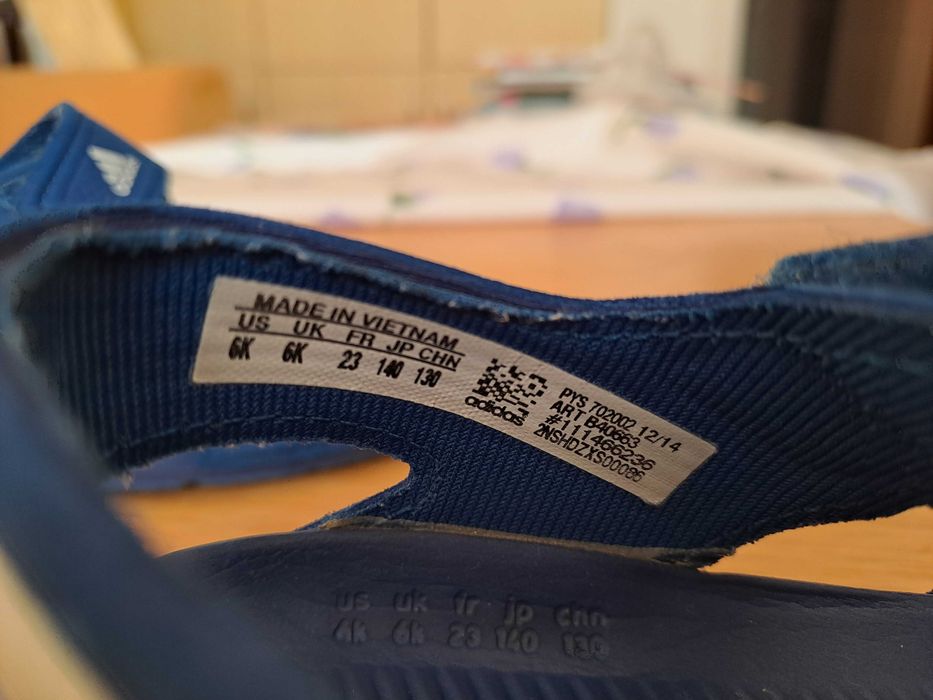 MADE IN VIETNAM
US UK FR JP CHN
6K 6K 23 140 130
adidas
PYS 702002 12/14
ART B40663
#111466236
2NSHDZXS00086
us uk fr jp chn
6k 23 140 130